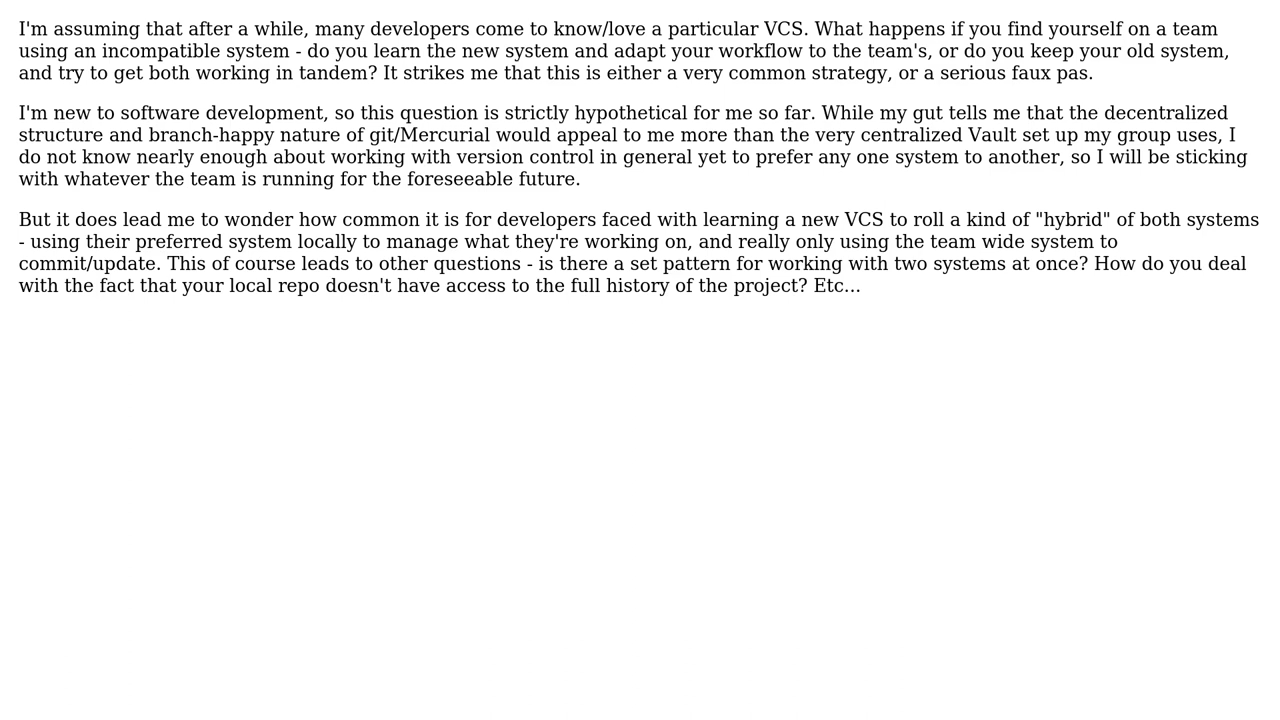 I'm assuming that after a while, many developers come to know/love a particular VCS. What happens if you find yourself on a team
using an incompatible system - do you learn the new system and adapt your workflow to the team's, or do you keep your old system,
and try to get both working in tandem? It strikes me that this is either a very common strategy, or a serious faux pas.
I'm new to software development, so this question is strictly hypothetical for me so far. While my gut tells me that the decentralized
structure and branch-happy nature of git/Mercurial would appeal to me more than the very centralized Vault set up my group uses, I
do not know nearly enough about working with version control in general yet to prefer any one system to another, so I will be sticking
with whatever the team is running for the foreseeable future.
But it does lead me to wonder how common it is for developers faced with learning a new VCS to roll a kind of "hybrid" of both systems
- using their preferred system locally to manage what they're working on, and really only using the team wide system to
commit/update. This of course leads to other questions - is there a set pattern for working with two systems at once? How do you deal
with the fact that your local repo doesn't have access to the full history of the project? Etc...